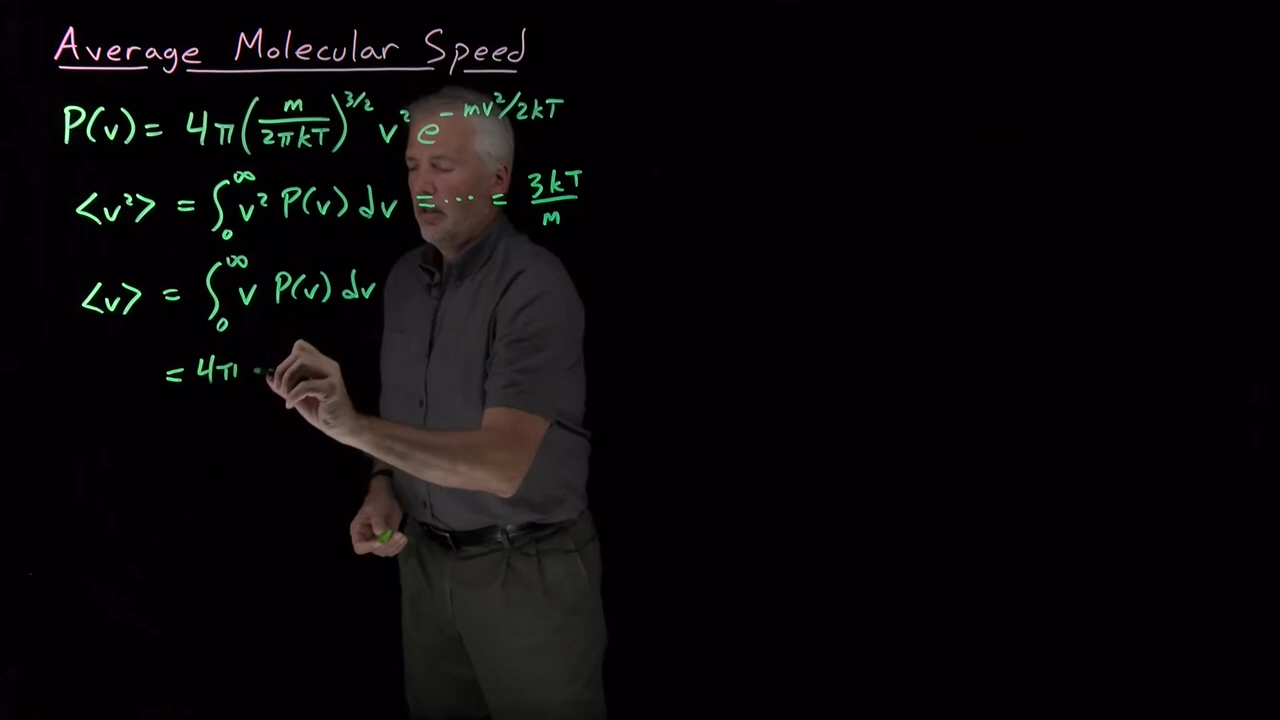 Average Molecular Speed
P(v) = 4π(m/2πkT)^3/2 v² e^-mv²/2kT
<v²> = ∫₀^∞ v² P(v) dv = ··· = 3kT/m
<v> = ∫₀^∞ v P(v) dv
= 4π